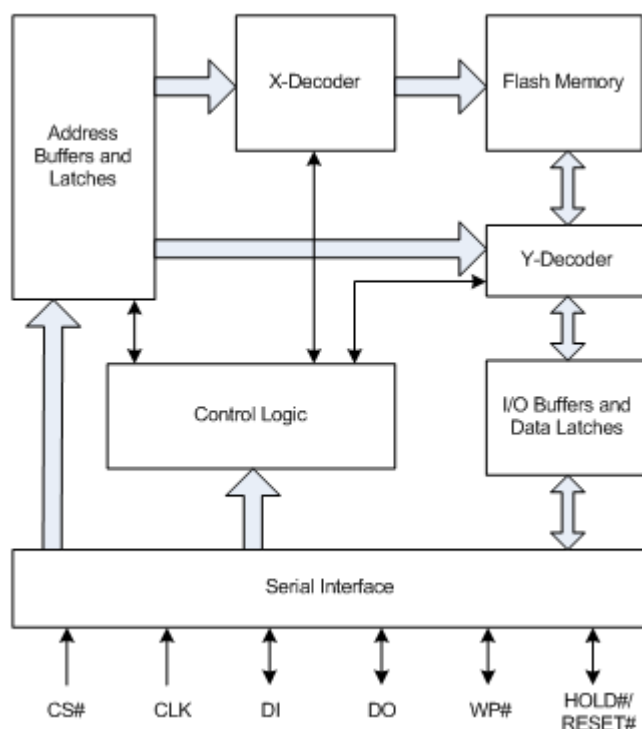 Address
Buffers and
Latches
X-Decoder
Flash Memory
Y-Decoder
Control Logic
I/O Buffers and
Data Latches
Serial Interface
CS#
CLK
DI
DO
WP#
HOLD#/
RESET#